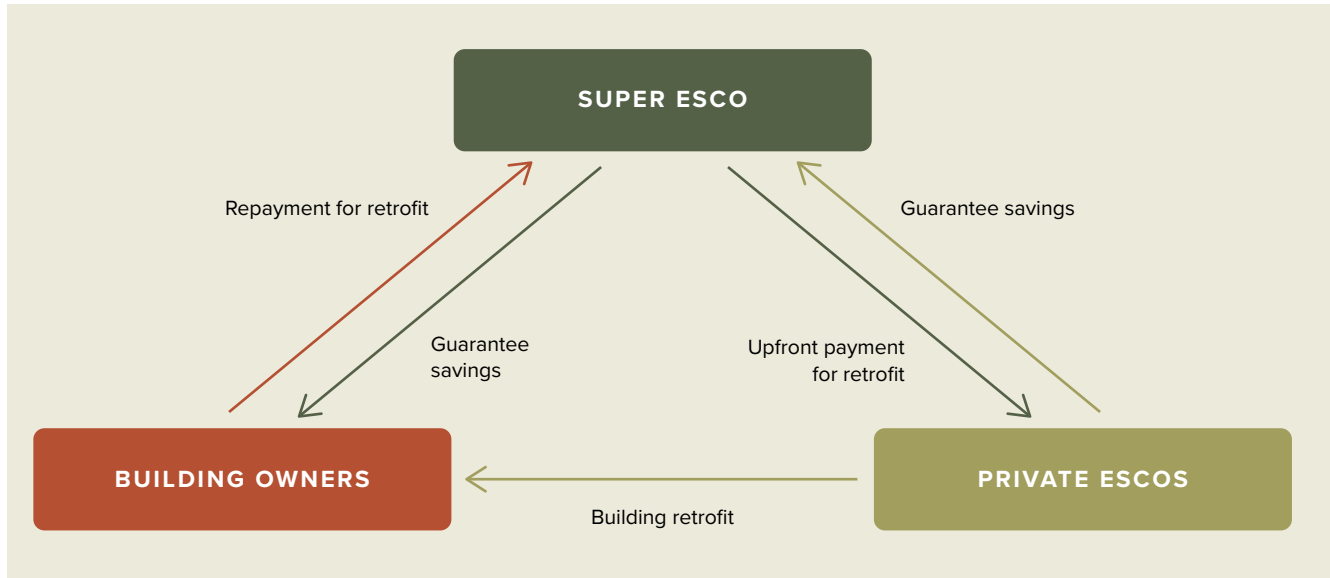 SUPER ESCO
Repayment for retrofit
Guarantee savings
Guarantee
savings
Upfront payment
for retrofit
BUILDING OWNERS
PRIVATE ESCOS
Building retrofit